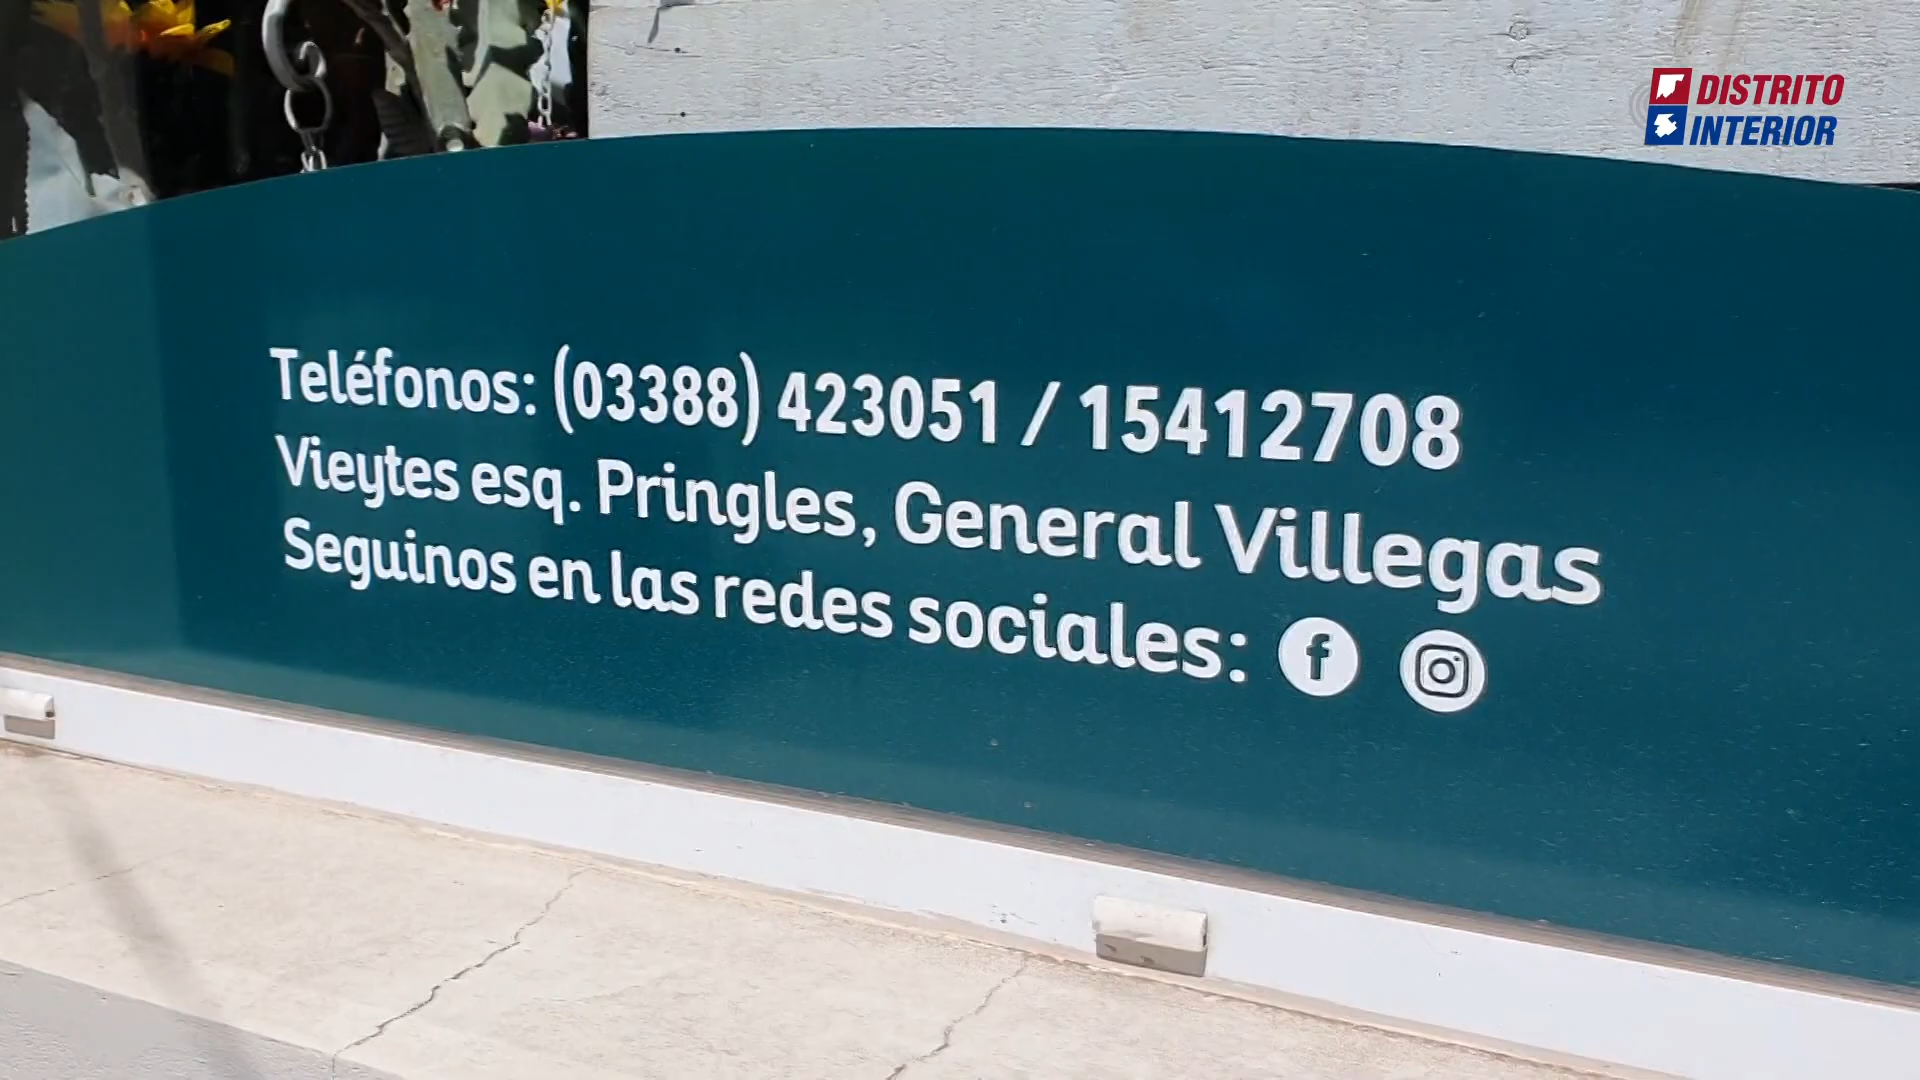 DISTRITO
INTERIOR
Teléfonos: (03388) 423051 / 15412708
Vieytes esq. Pringles, General Villegas
Seguinos en las redes sociales: